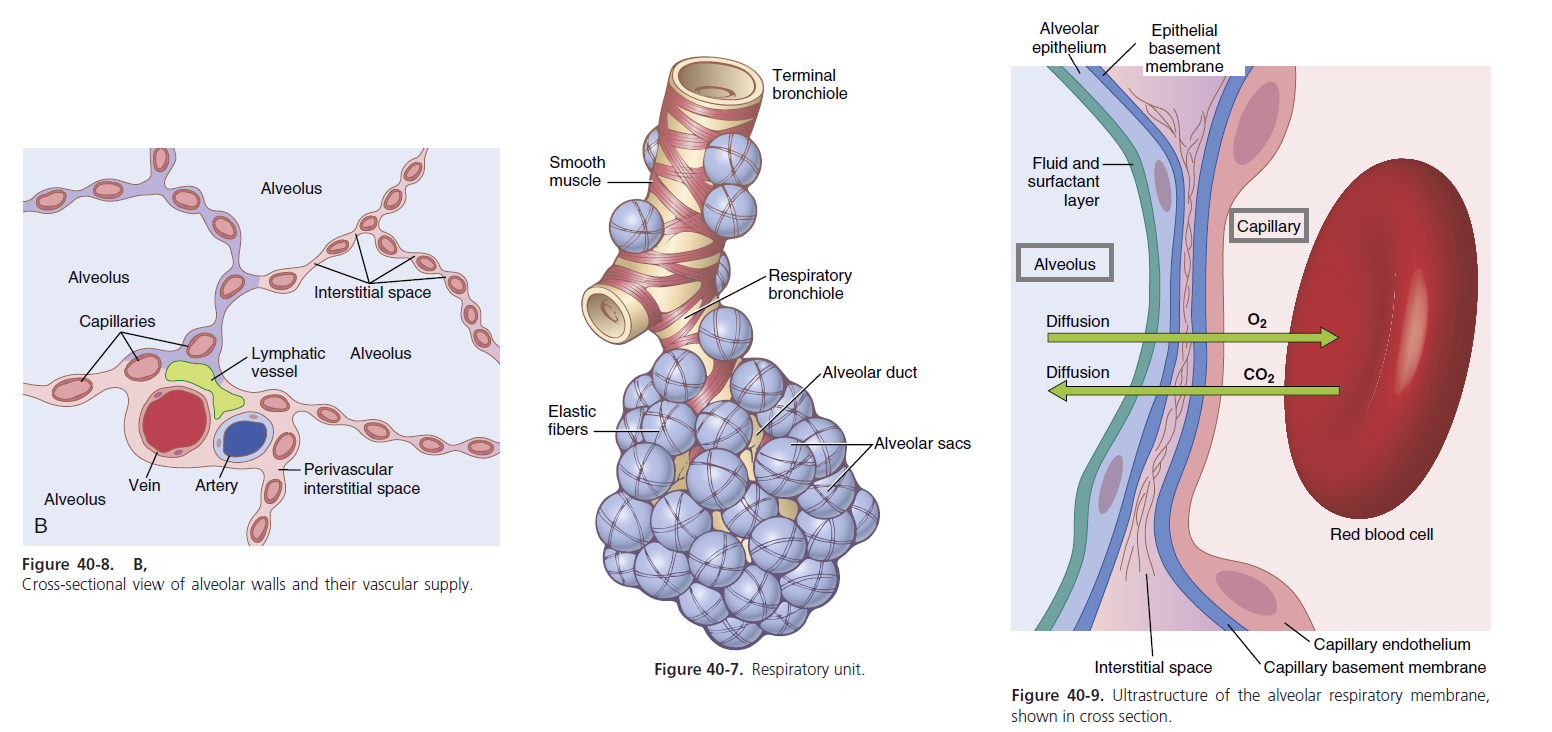 Alveolus
Alveolus
Interstitial space
Capillaries
Lymphatic
vessel
Alveolus
Perivascular
interstitial space
Vein
Artery
Alveolus
B
Figure 40-8. B,
Cross-sectional view of alveolar walls and their vascular supply.
Terminal
bronchiole
Smooth
muscle
Respiratory
bronchiole
Alveolar duct
Elastic
fibers
Alveolar sacs
Figure 40-7. Respiratory unit.
Alveolar
epithelium
Epithelial
basement
membrane
Fluid and
surfactant
layer
Capillary
Alveolus
Diffusion
O2
Diffusion
CO2
Red blood cell
Capillary endothelium
Interstitial space
Capillary basement membrane
Figure 40-9. Ultrastructure of the alveolar respiratory membrane,
shown in cross section.